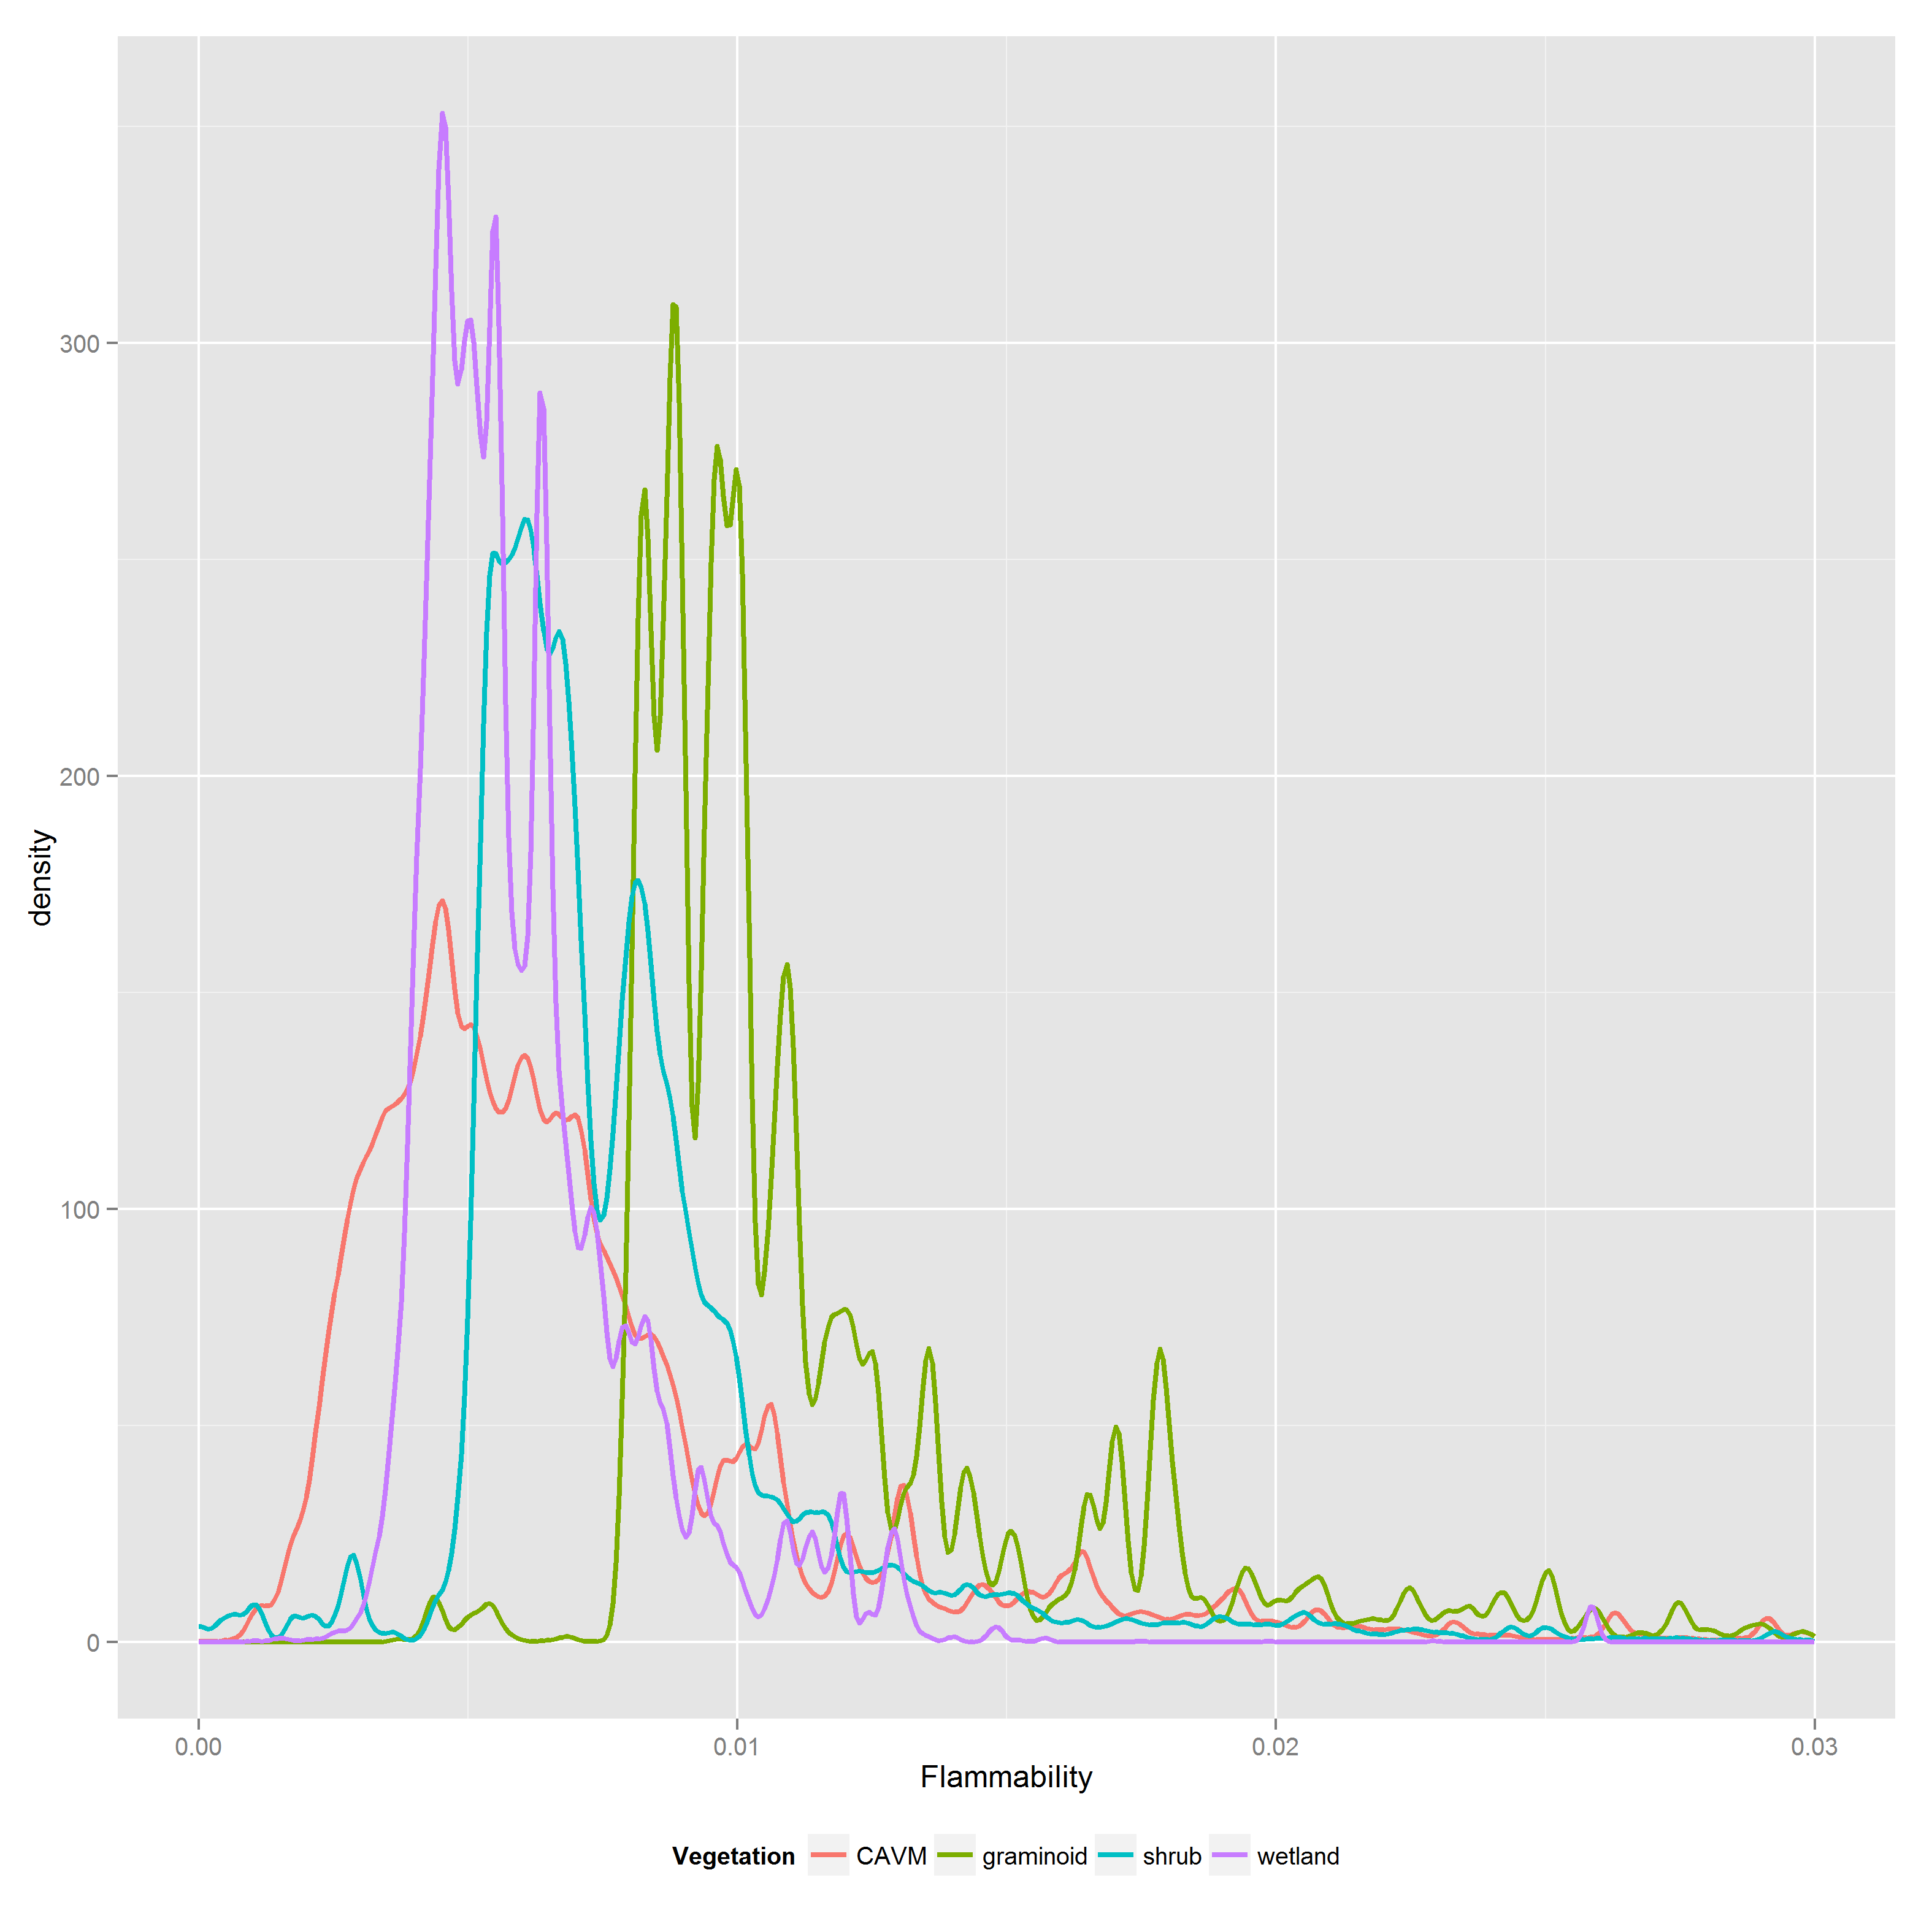 300
200
100
0
density
0.00 0.01 0.02 0.03
Flammability
Vegetation CAVM graminoid shrub wetland